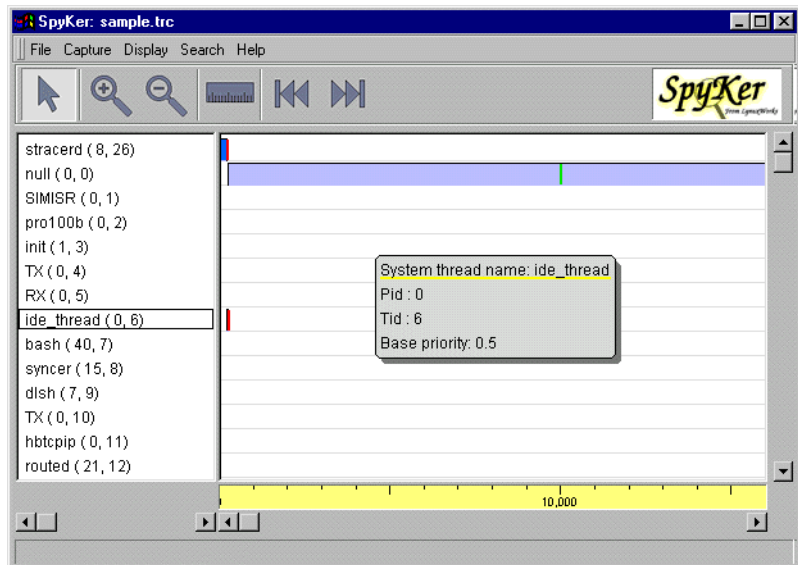 SpyKer: sample.trc
File Capture Display Search Help
SpyKer
from LynuxWorks
stracerd ( 8, 26)
null ( 0, 0)
SIMISR ( 0, 1)
pro100b ( 0, 2)
init ( 1, 3)
TX ( 0, 4)
RX ( 0, 5)
ide_thread ( 0, 6)
bash ( 40, 7)
syncer ( 15, 8)
dlsh ( 7, 9)
TX ( 0, 10)
hbtcpip ( 0, 11)
routed ( 21, 12)
System thread name: ide_thread
Pid : 0
Tid : 6
Base priority: 0.5
10,000